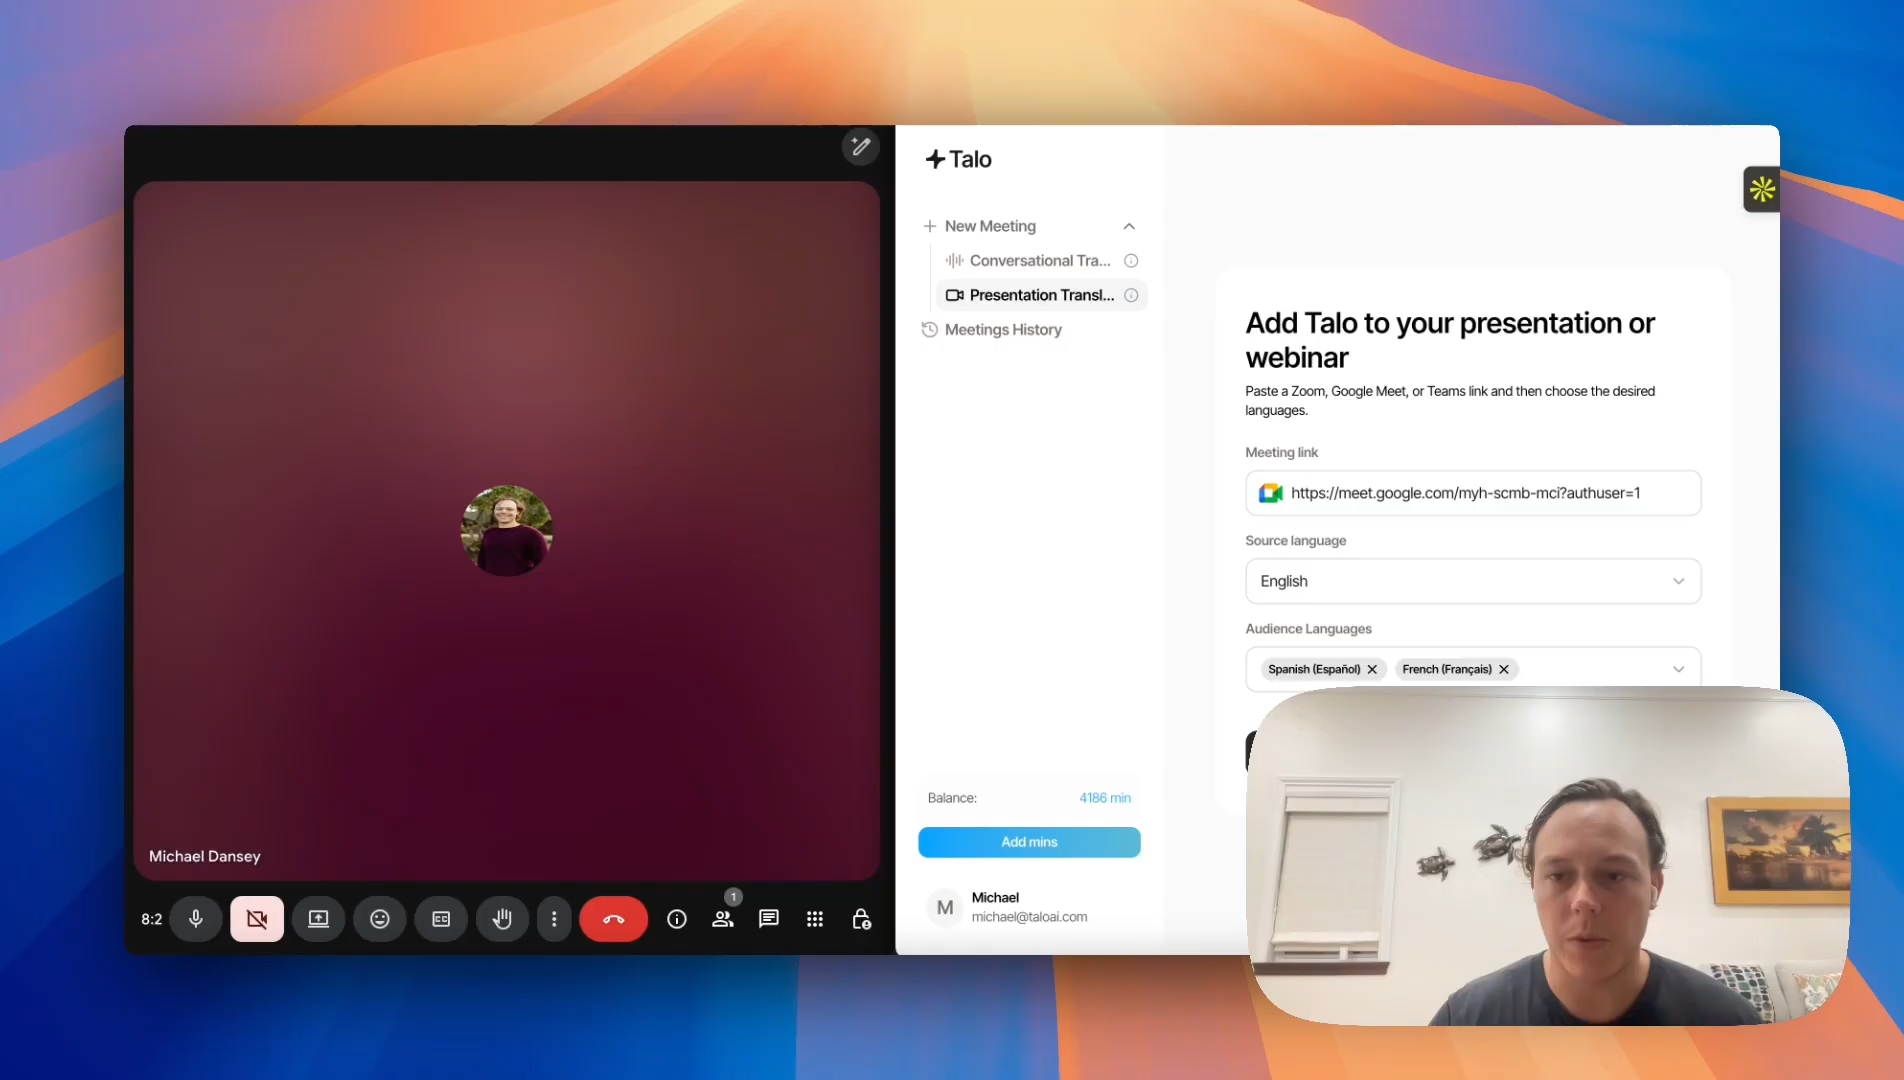 Michael Dansey
8:2
1
Talo
New Meeting
Conversational Tra...
Presentation Transl...
Meetings History
Balance:
4186 min
Add mins
M
Michael
michael@taloai.com
Add Talo to your presentation or
webinar
Paste a Zoom, Google Meet, or Teams link and then choose the desired
languages.
Meeting link
https://meet.google.com/myh-scmb-mci?authuser=1
Source language
English
Audience Languages
Spanish (Español)
French (Français)